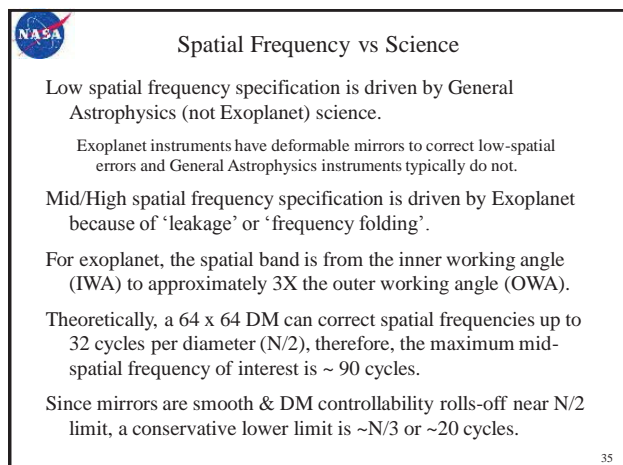 NASA
Spatial Frequency vs Science
Low spatial frequency specification is driven by General
Astrophysics (not Exoplanet) science.
Exoplanet instruments have deformable mirrors to correct low-spatial
errors and General Astrophysics instruments typically do not.
Mid/High spatial frequency specification is driven by Exoplanet
because of ‘leakage’ or ‘frequency folding’.
For exoplanet, the spatial band is from the inner working angle
(IWA) to approximately 3X the outer working angle (OWA).
Theoretically, a 64 x 64 DM can correct spatial frequencies up to
32 cycles per diameter (N/2), therefore, the maximum mid-
spatial frequency of interest is ~ 90 cycles.
Since mirrors are smooth & DM controllability rolls-off near N/2
limit, a conservative lower limit is ~N/3 or ~20 cycles.
35